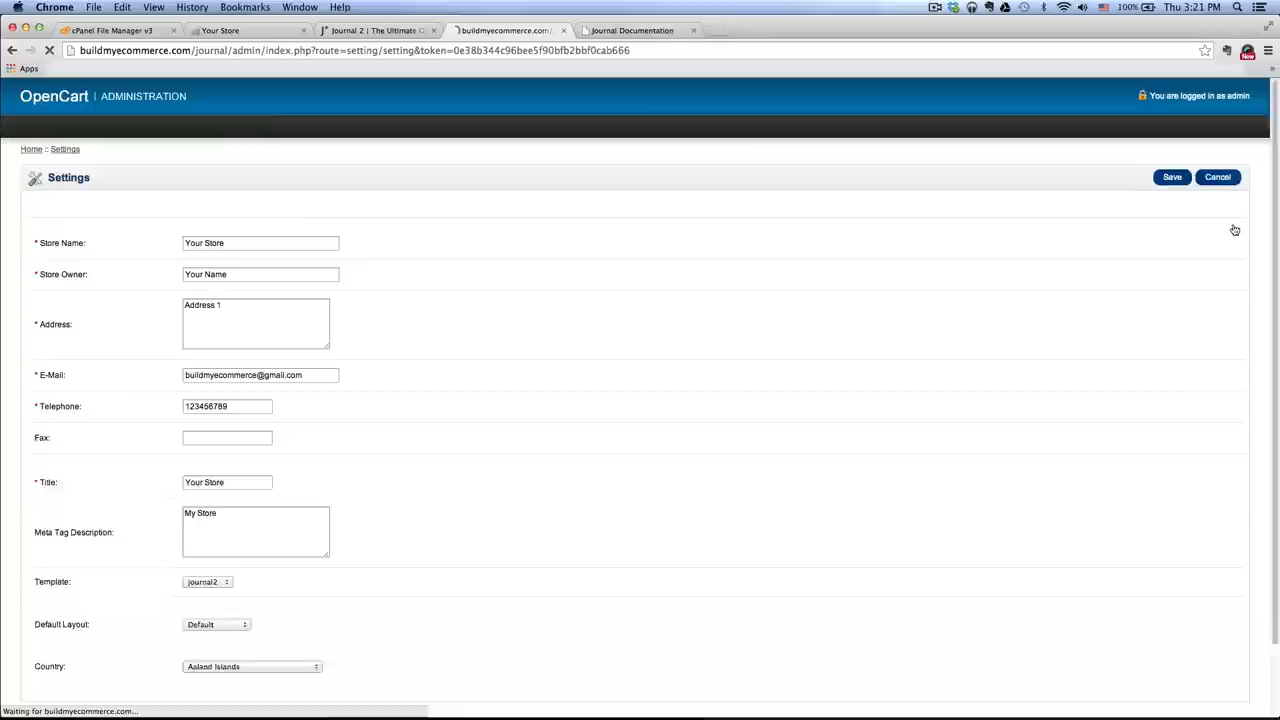 Chrome File Edit View History Bookmarks Window Help 100% Thu 3:21 PM
cPanel File Manager v3 Your Store Journal 2 | The Ultimate O buildmyecommerce.com/ Journal Documentation
buildmyecommerce.com/journal/admin/index.php?route=setting/setting&token=0e38b344c96bee5f90bfb2bbf0cab666 New
Apps
OpenCart | ADMINISTRATION You are logged in as admin
Home :: Settings
Settings Save Cancel
* Store Name: Your Store
* Store Owner: Your Name
* Address: Address 1
* E-Mail: buildmyecommerce@gmail.com
* Telephone: 123456789
Fax:
* Title: Your Store
Meta Tag Description: My Store
Template: journal2
Default Layout: Default
Country: Aaland Islands
Waiting for buildmyecommerce.com...